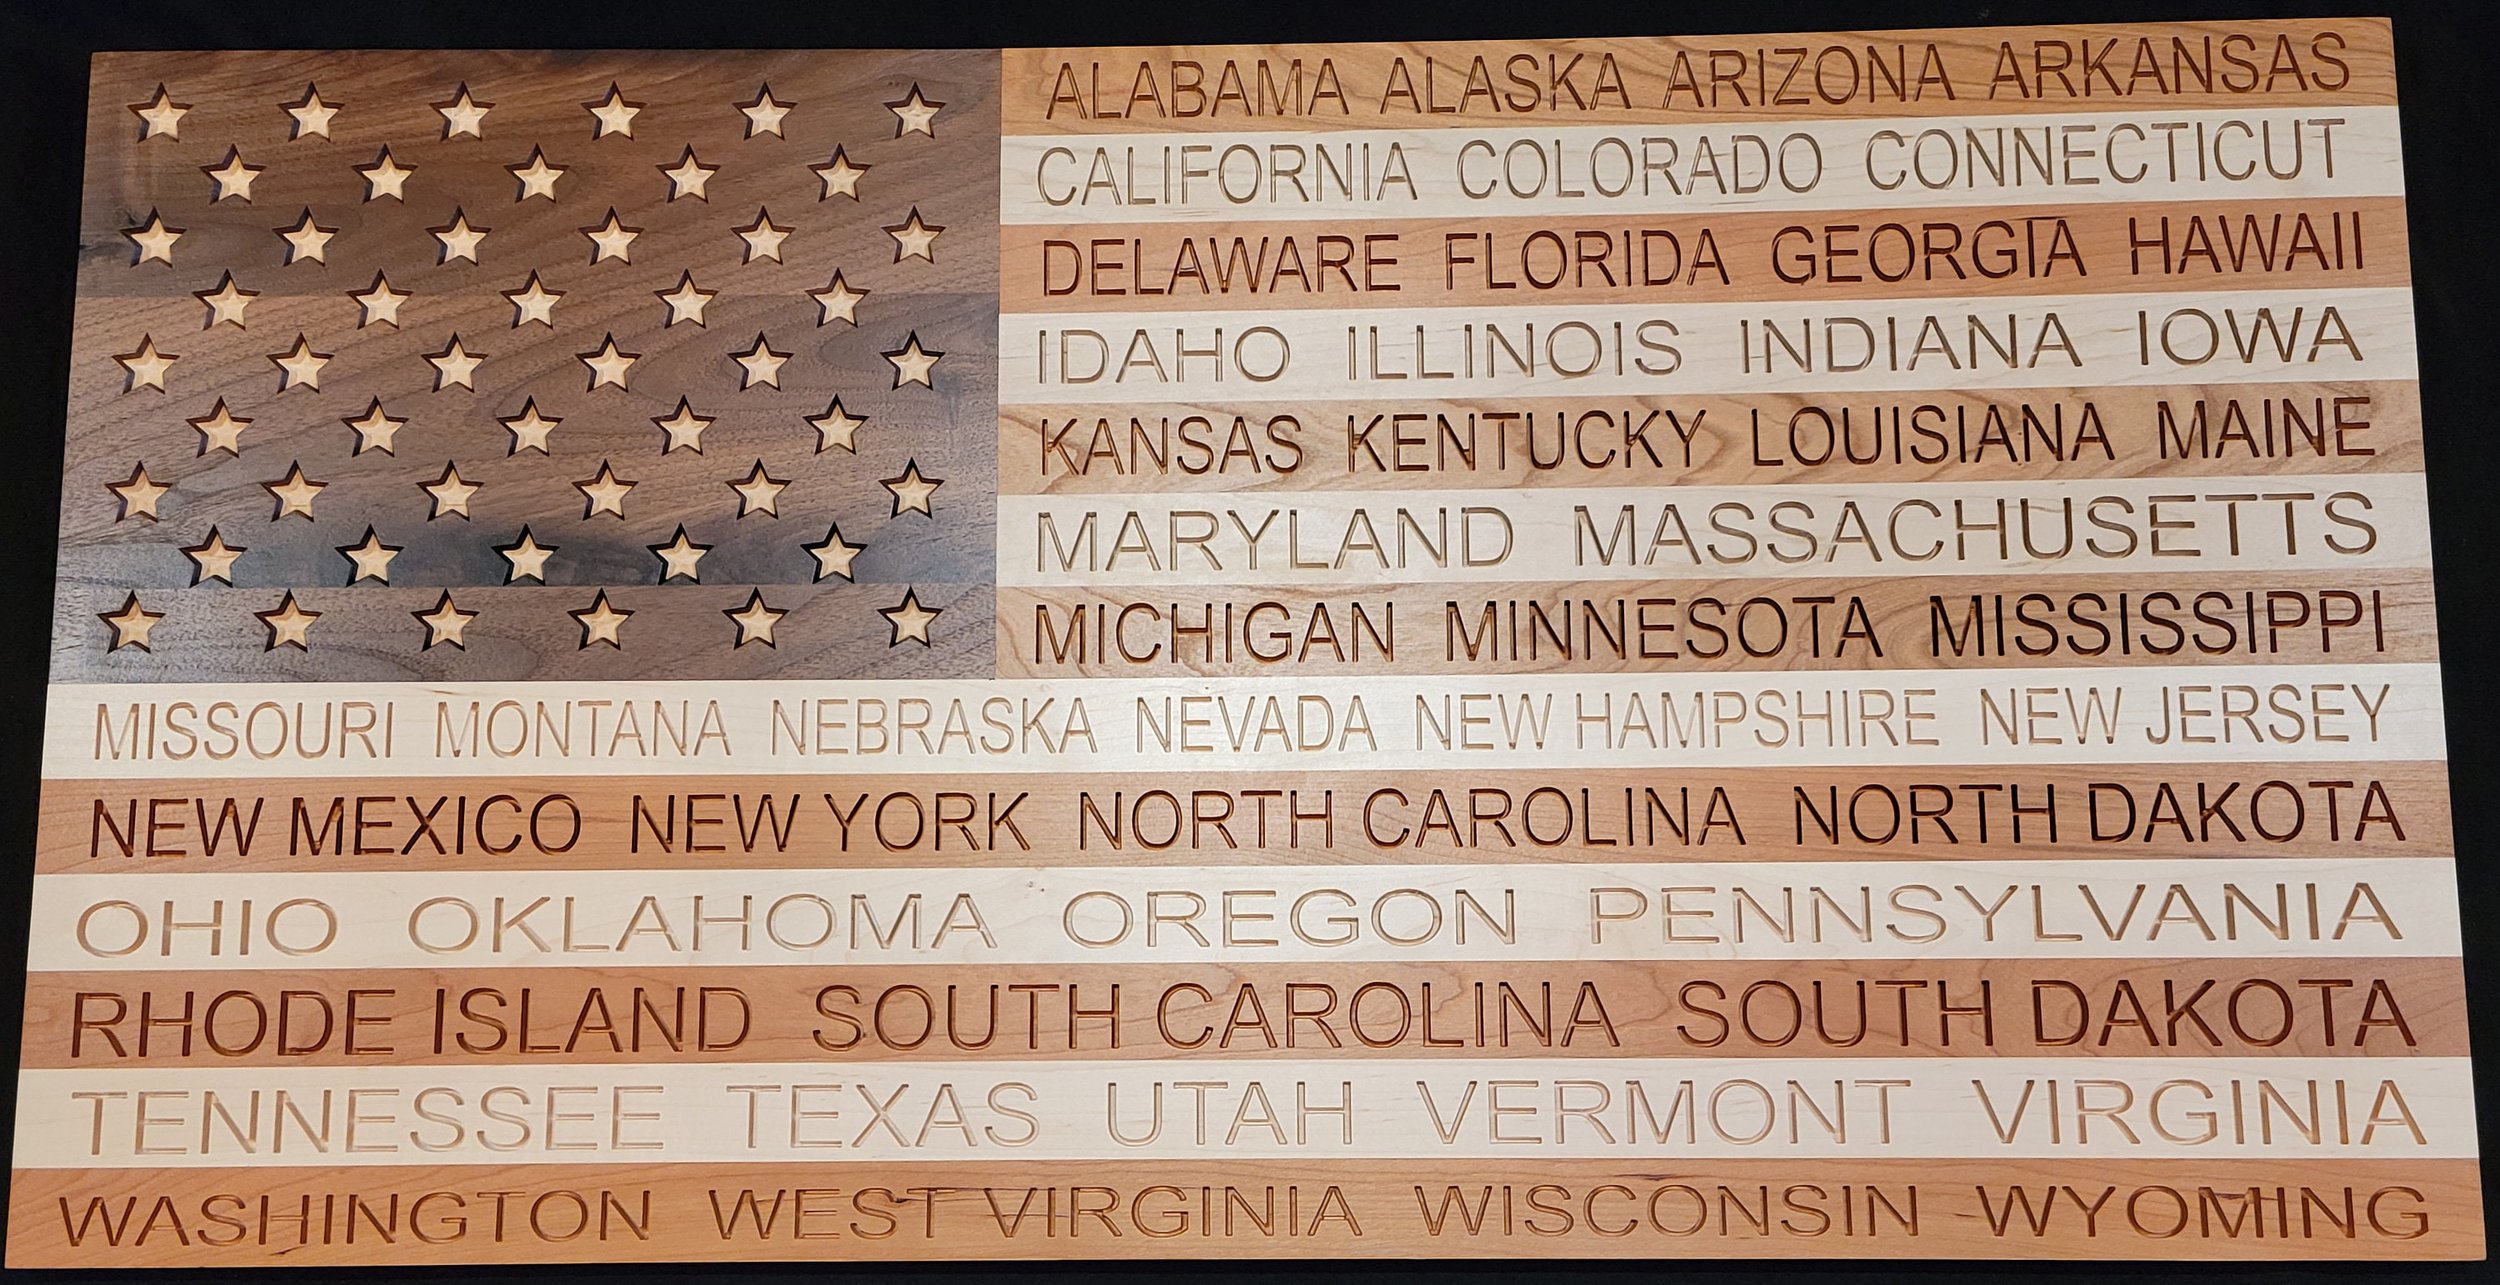 ALABAMA ALASKA ARIZONA ARKANSAS
CALIFORNIA COLORADO CONNECTICUT
DELAWARE FLORIDA GEORGIA HAWAII
IDAHO ILLINOIS INDIANA IOWA
KANSAS KENTUCKY LOUISIANA MAINE
MARYLAND MASSACHUSETTS
MICHIGAN MINNESOTA MISSISSIPPI
MISSOURI MONTANA NEBRASKA NEVADA NEW HAMPSHIRE NEW JERSEY
NEW MEXICO NEW YORK NORTH CAROLINA NORTH DAKOTA
OHIO OKLAHOMA OREGON PENNSYLVANIA
RHODE ISLAND SOUTH CAROLINA SOUTH DAKOTA
TENNESSEE TEXAS UTAH VERMONT VIRGINIA
WASHINGTON WEST VIRGINIA WISCONSIN WYOMING